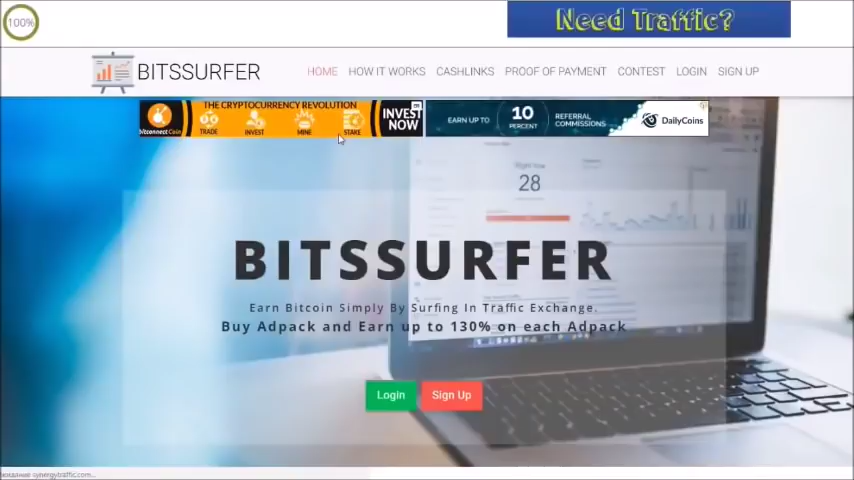 100%
Need Traffic?
BITSSURFER
HOME HOW IT WORKS CASHLINKS PROOF OF PAYMENT CONTEST LOGIN SIGN UP
THE CRYPTOCURRENCY REVOLUTION
bitconnect Coin
TRADE INVEST MINE STAKE
INVEST NOW
EARN UP TO 10 PERCENT REFERRAL COMMISSIONS
DailyCoins
28
BITSSURFER
Earn Bitcoin Simply By Surfing In Traffic Exchange.
Buy Adpack and Earn up to 130% on each Adpack
Login Sign Up